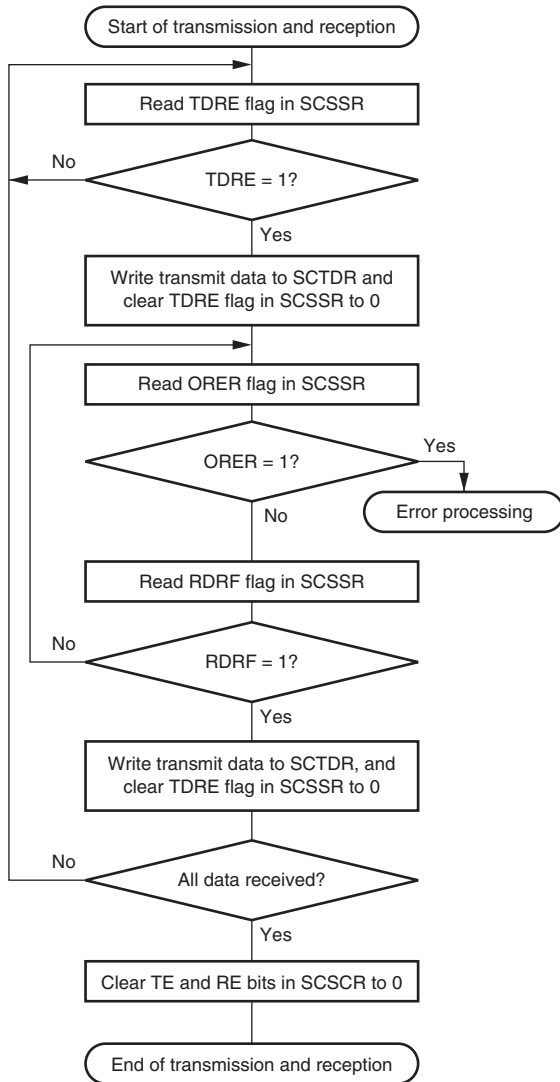 Start of transmission and reception
Read TDRE flag in SCSSR
No
TDRE = 1?
Yes
Write transmit data to SCTDR and
clear TDRE flag in SCSSR to 0
Read ORER flag in SCSSR
Yes
ORER = 1?
No
Error processing
Read RDRF flag in SCSSR
No
RDRF = 1?
Yes
Write transmit data to SCTDR, and
clear TDRE flag in SCSSR to 0
No
All data received?
Yes
Clear TE and RE bits in SCSCR to 0
End of transmission and reception